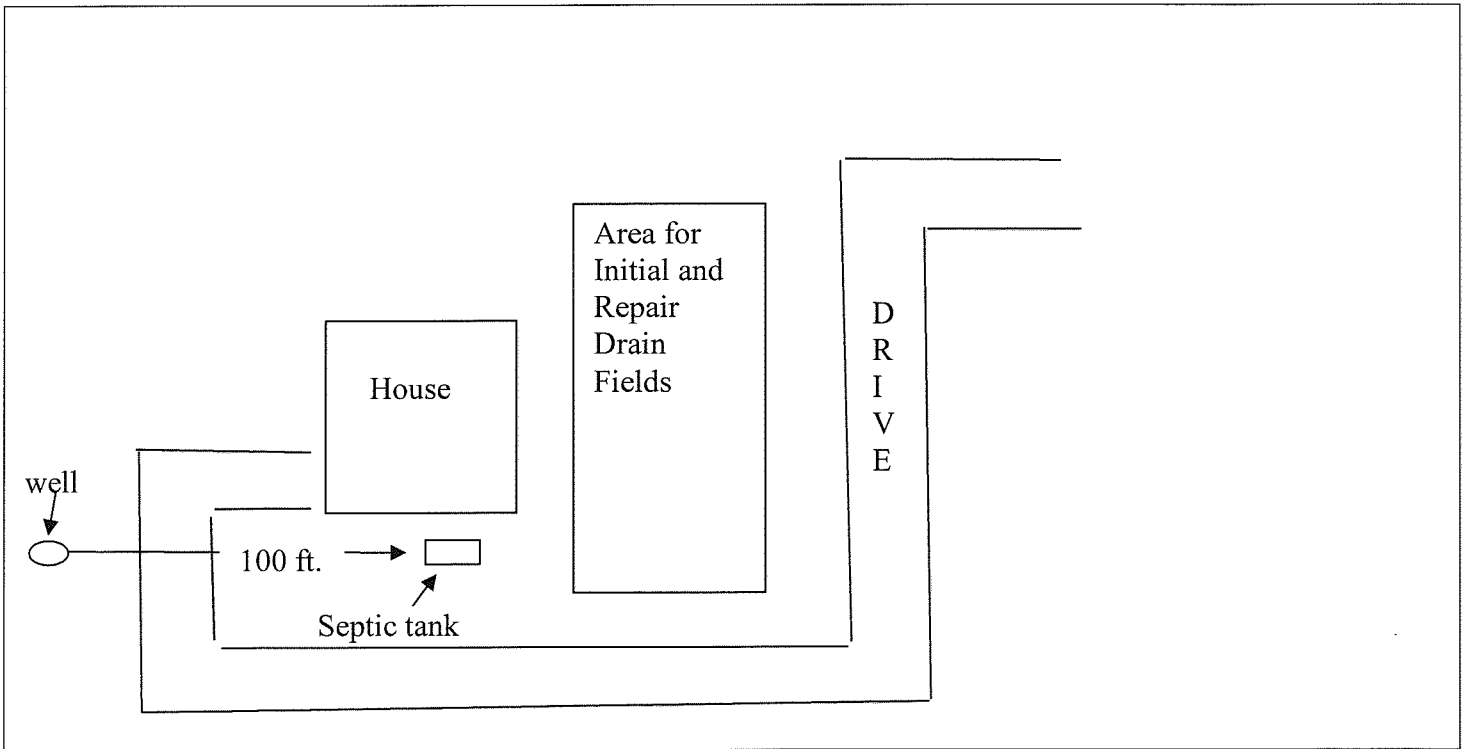 Area for
Initial and
Repair
Drain
Fields
D
R
I
V
E
House
well
100 ft.
Septic tank